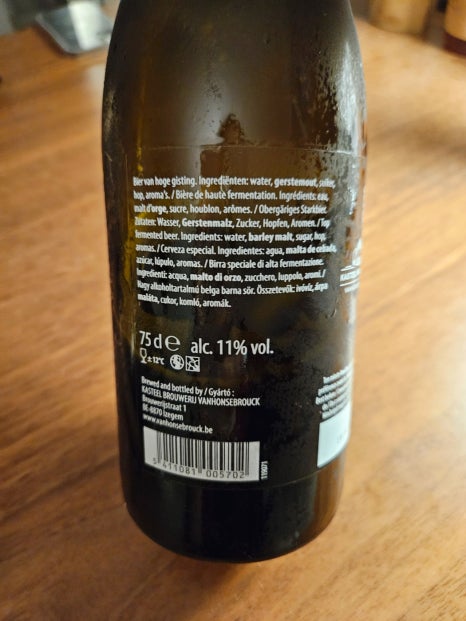 Bier van hoge gisting. Ingrediënten: water, gerstemout, suiker,
hop, aroma's. / Bière de haute fermentation. Ingrédients: eau,
malt d'orge, sucre, houblon, arômes. / Obergäriges Starkbier.
Zutaten: Wasser, Gerstenmalz, Zucker, Hopfen, Aromen. / Top
fermented beer. Ingredients: water, barley malt, sugar, hop,
aromas. / Cerveza especial. Ingredientes: agua, malta de cebada,
azúcar, lúpulo, aromas. / Birra speciale di alta fermentazione.
Ingredienti: acqua, malto di orzo, zucchero, luppolo, aromi. /
Nagy alkoholtartalmú belga barna sör. Összetevők: ivóvíz, árpa
maláta, cukor, komló, aromák.
75 cl e alc. 11% vol.
± 12°C
Brewed and bottled by / Gyártó :
KASTEEL BROUWERIJ VANHONSEBROUCK
Brouwerijstraat 1
BE-8870 Izegem
www.vanhonsebrouck.be
5 411081 005702